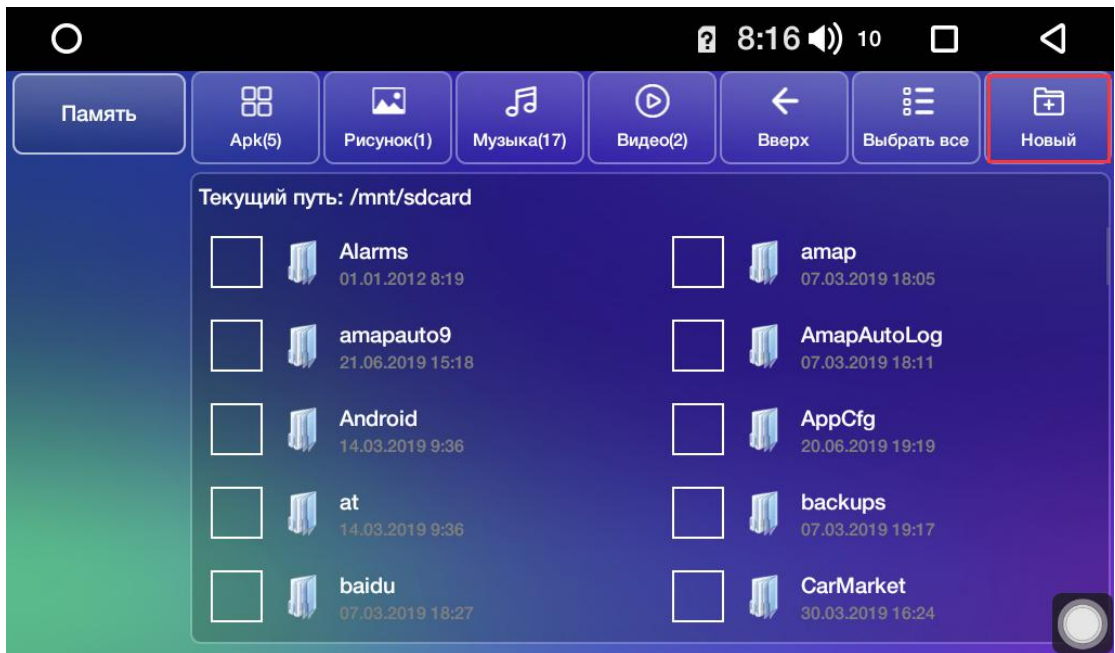 8:16 10
Память
Apk(5) Рисунок(1) Музыка(17) Видео(2) Вверх Выбрать все Новый
Текущий путь: /mnt/sdcard
Alarms amap
01.01.2012 8:19 07.03.2019 18:05
amapauto9 AmapAutoLog
21.06.2019 15:18 07.03.2019 18:11
Android AppCfg
14.03.2019 9:36 20.06.2019 19:19
at backups
14.03.2019 9:36 07.03.2019 19:17
baidu CarMarket
07.03.2019 18:27 30.03.2019 16:24